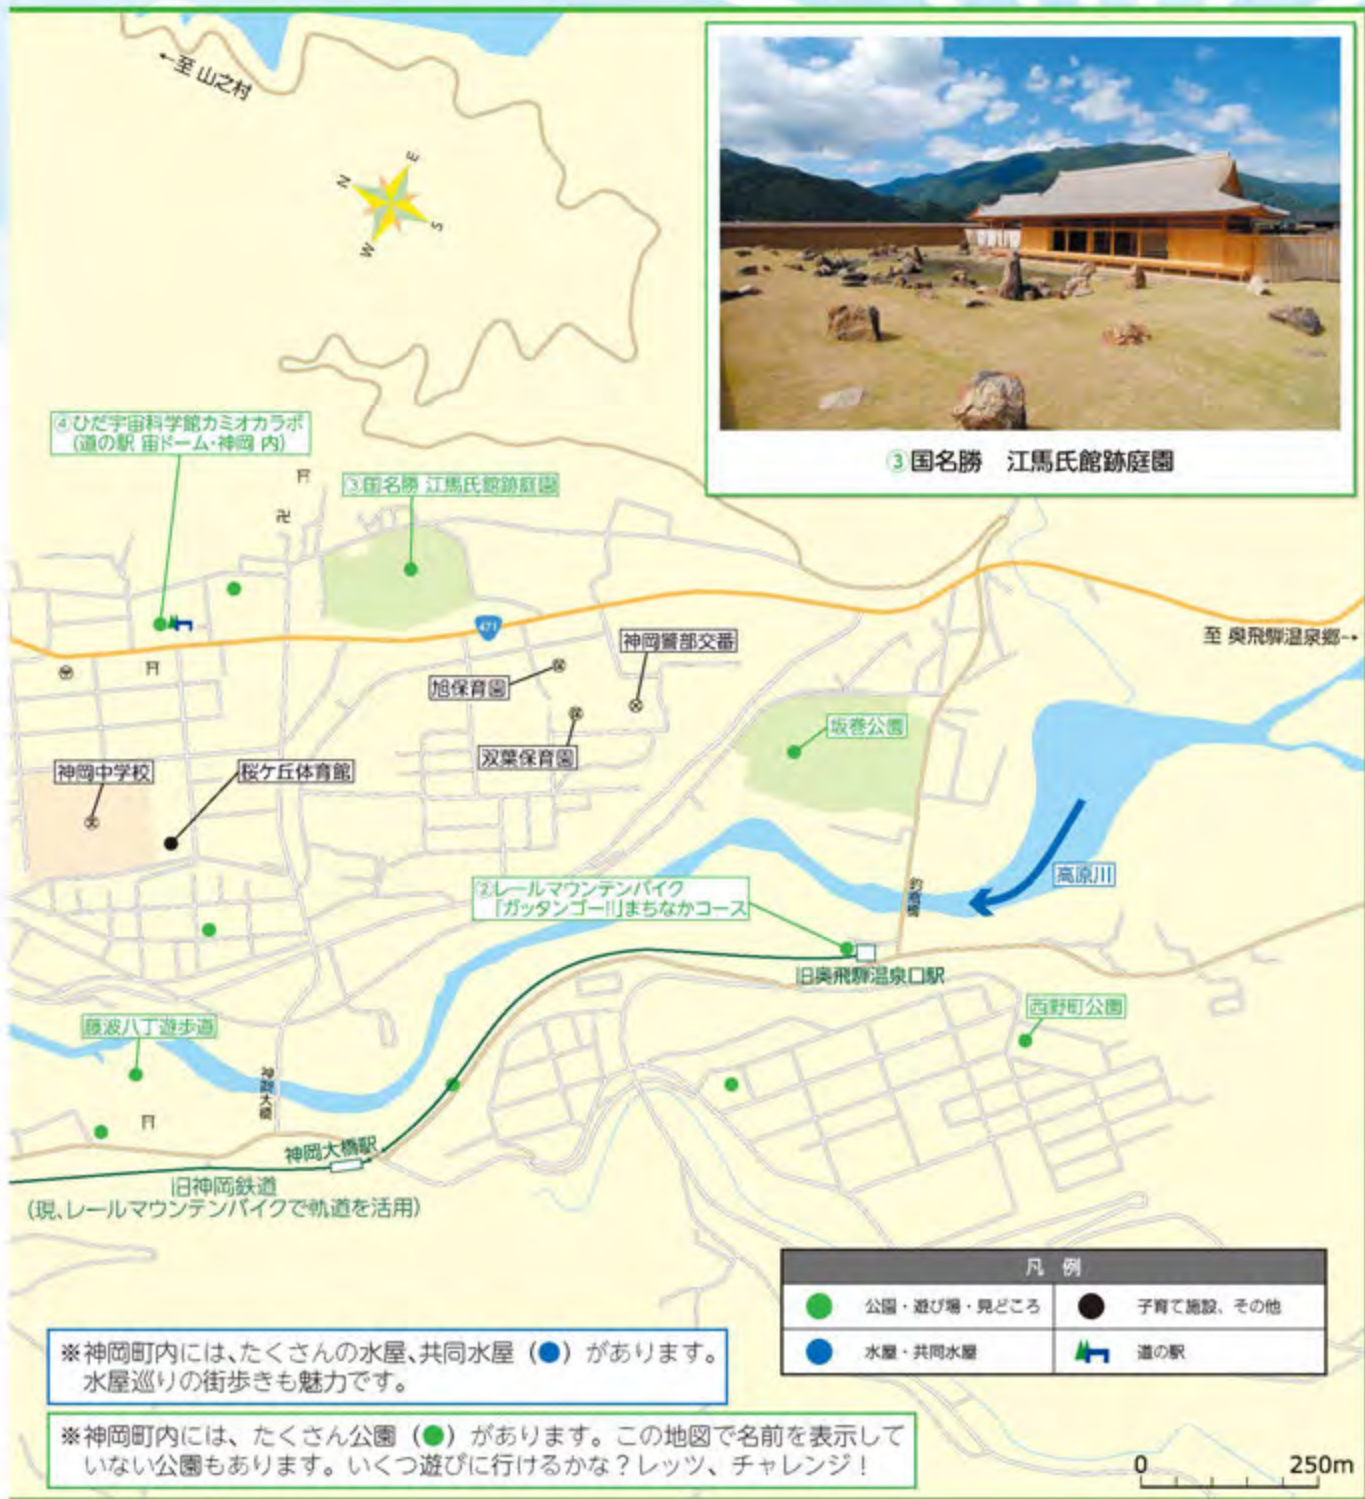 ←至 山之村
N
E
S
W
③国名勝 江馬氏館跡庭園
④ひだ宇宙科学館カミオカラボ
(道の駅 宙ドーム・神岡 内)
③国名勝 江馬氏館跡庭園
471
至 奥飛騨温泉郷→
神岡警部交番
旭保育園
双葉保育園
坂巻公園
神岡中学校
桜ケ丘体育館
高原川
②レールマウンテンバイク
「ガッタンゴー!!」まちなかコース
旧奥飛騨温泉口駅
西野町公園
藤波八丁遊歩道
神岡大橋
神岡大橋駅
旧神岡鉄道
(現、レールマウンテンバイクで軌道を活用)
凡 例
公園・遊び場・見どころ
子育て施設、その他
水屋・共同水屋
道の駅
※神岡町内には、たくさんの水屋、共同水屋(●)があります。
水屋巡りの街歩きも魅力です。
※神岡町内には、たくさん公園(●)があります。この地図で名前を表示して
いない公園もあります。いくつ遊びに行けるかな?レッツ、チャレンジ!
0 250m